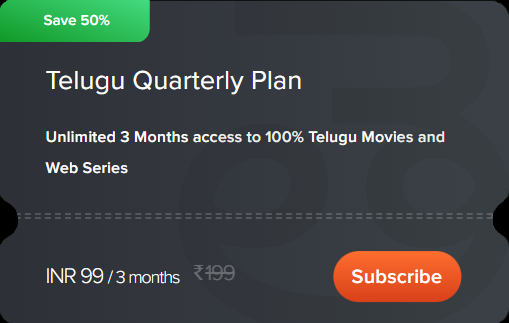 Save 50%
Telugu Quarterly Plan
Unlimited 3 Months access to 100% Telugu Movies and
Web Series
INR 99 / 3 months ₹199
Subscribe